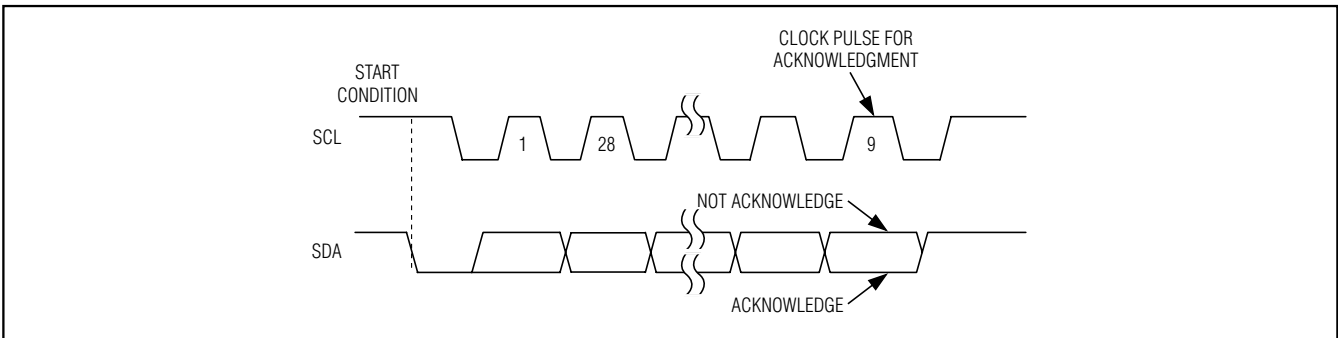 CLOCK PULSE FOR
ACKNOWLEDGMENT
START
CONDITION
SCL
1
28
9
NOT ACKNOWLEDGE
SDA
ACKNOWLEDGE